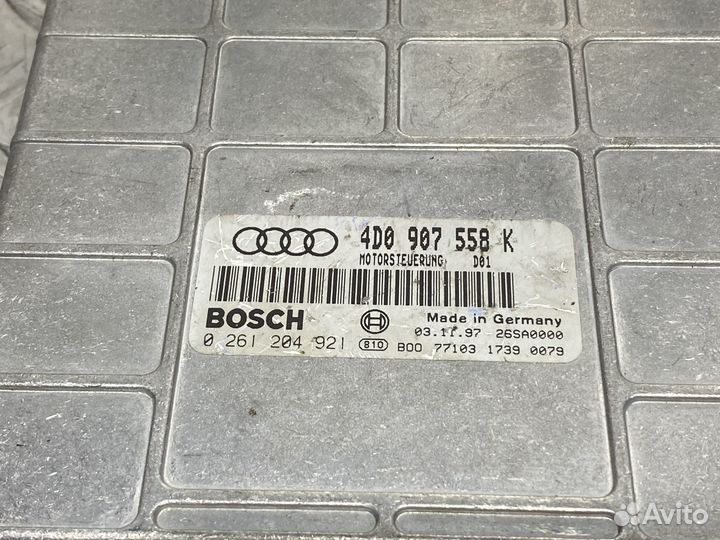 4D0 907 558 K
MOTORSTEUERUNG D01
BOSCH
Made in Germany
03.11.97 26SA0000
0 261 204 921 B10 B00 77103 1739 0079
Avito